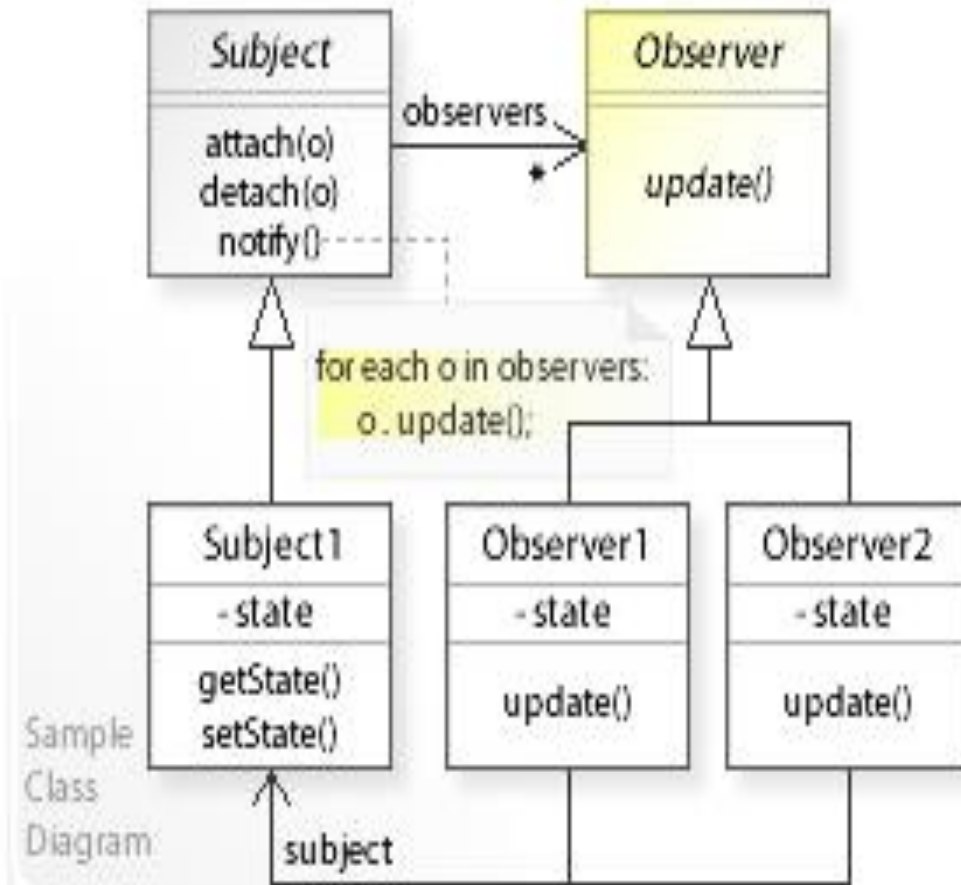 Subject
attach(o)
detach(o)
notify()
observers
*
Observer
update()
for each o in observers:
o . update();
Subject1
- state
getState()
setState()
Observer1
- state
update()
Observer2
- state
update()
subject
Sample
Class
Diagram